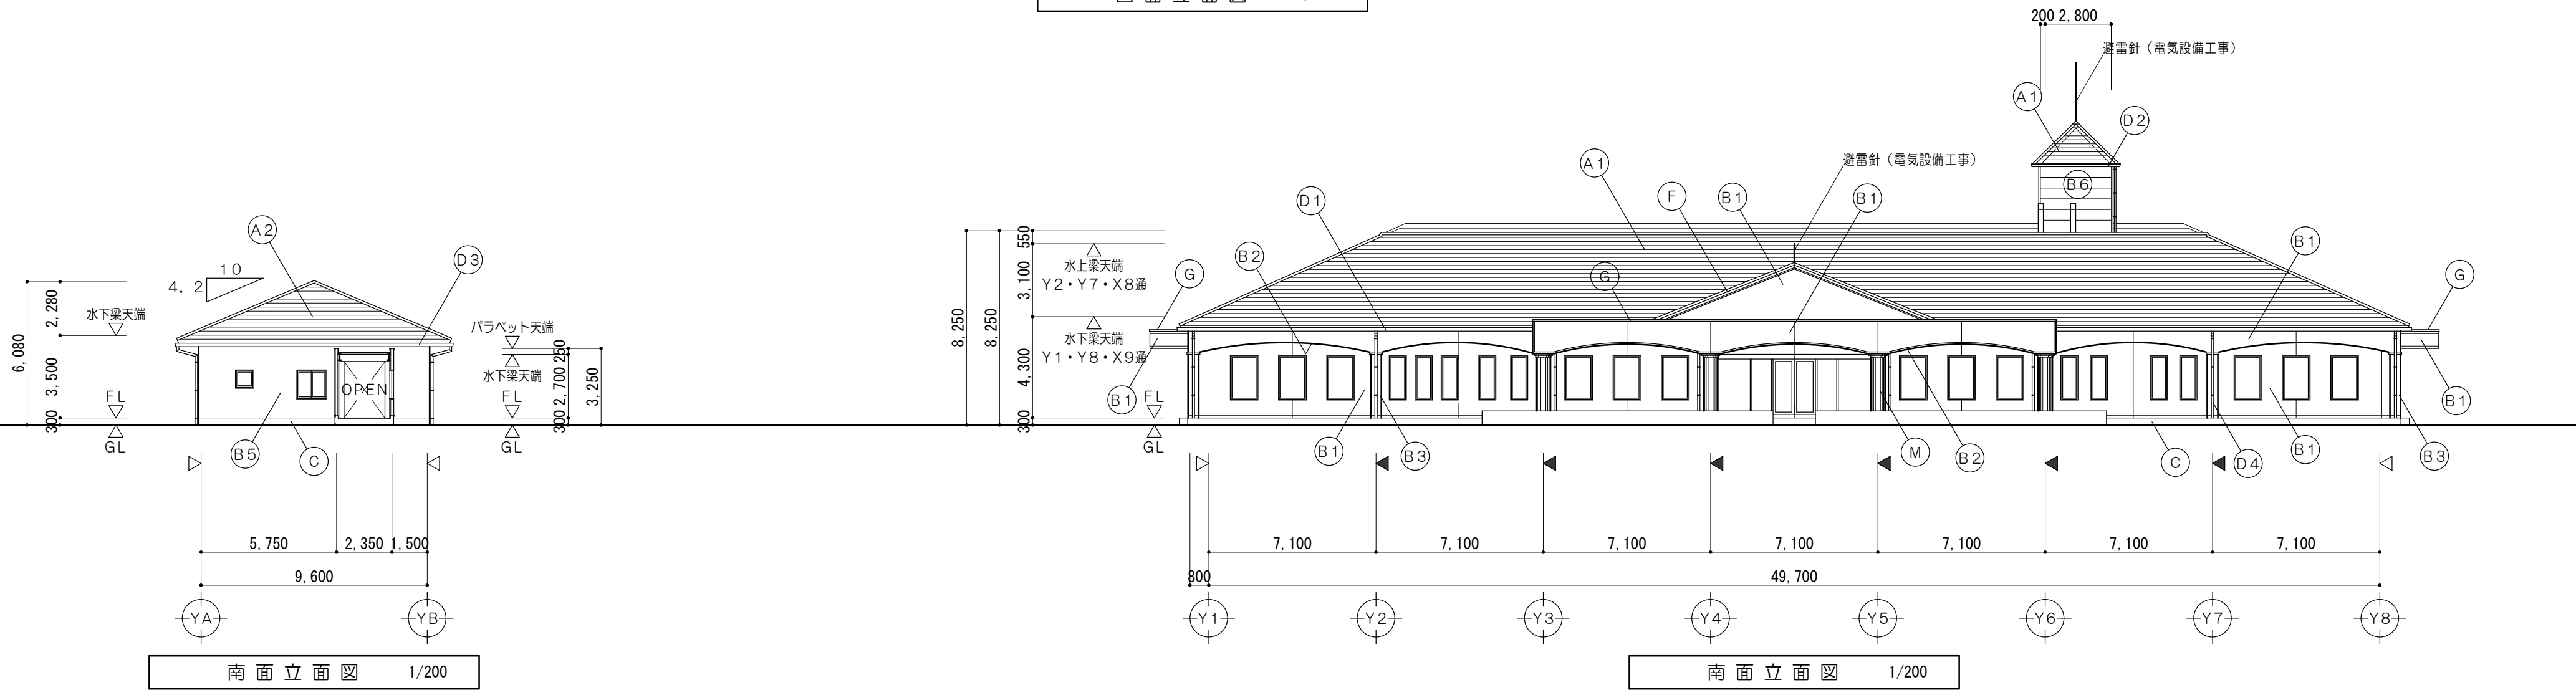 200 2,800
避雷針（電気設備工事）
A1
D2
B6
避雷針（電気設備工事）
A1
F
B1
B1
D1
B2
G
G
B1
G
B1
B1
550
3,100
4,300
300
8,250
8,250
水上梁天端
Y2・Y7・X8通
水下梁天端
Y1・Y8・X9通
FL
GL
B1
B3
M
B2
C
D4
B1
B3
7,100 7,100 7,100 7,100 7,100 7,100 7,100
800 49,700
Y1 Y2 Y3 Y4 Y5 Y6 Y7 Y8
南面立面図 1/200
A2
D3
10
4.2
6,080
2,280
3,500
300
水下梁天端
FL
GL
パラペット天端
水下梁天端
FL
GL
250
2,700
300
3,250
OPEN
B5
C
5,750 2,350 1,500
9,600
YA YB
南面立面図 1/200